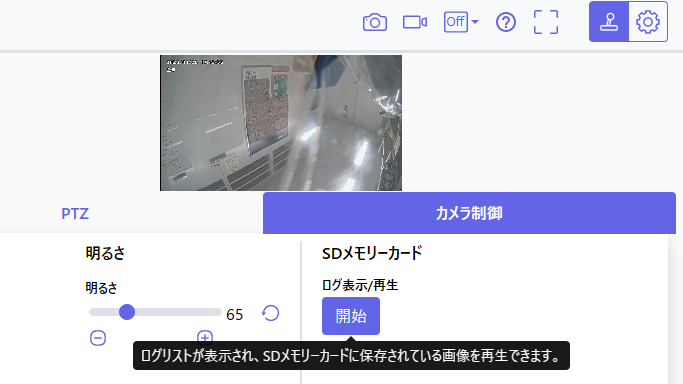 Off
PTZ
カメラ制御
明るさ
SDメモリーカード
明るさ
ログ表示/再生
65
開始
ログリストが表示され、SDメモリーカードに保存されている画像を再生できます。